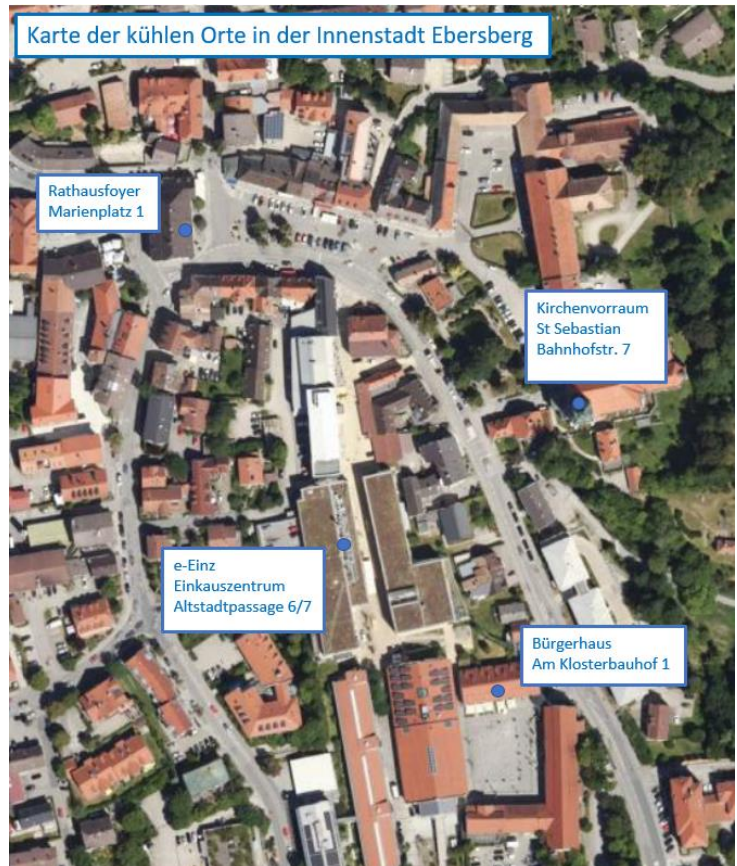 Karte der kühlen Orte in der Innenstadt Ebersberg
Rathausfoyer
Marienplatz 1
Kirchenvorraum
St Sebastian
Bahnhofstr. 7
e-Einz
Einkauszentrum
Altstadtpassage 6/7
Bürgerhaus
Am Klosterbauhof 1